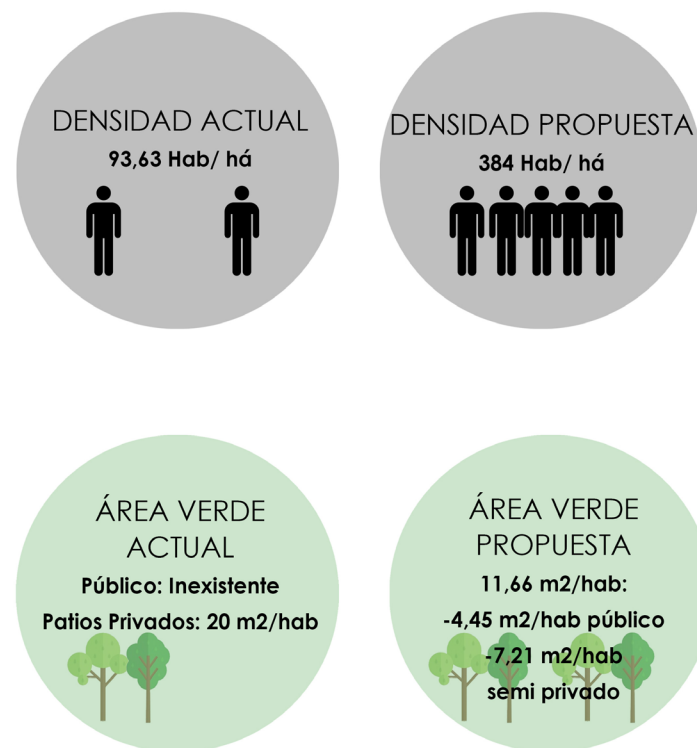 DENSIDAD ACTUAL
93,63 Hab/ há
DENSIDAD PROPUESTA
384 Hab/ há
ÁREA VERDE
ACTUAL
Público: Inexistente
Patios Privados: 20 m2/hab
ÁREA VERDE
PROPUESTA
11,66 m2/hab:
-4,45 m2/hab público
-7,21 m2/hab
semi privado